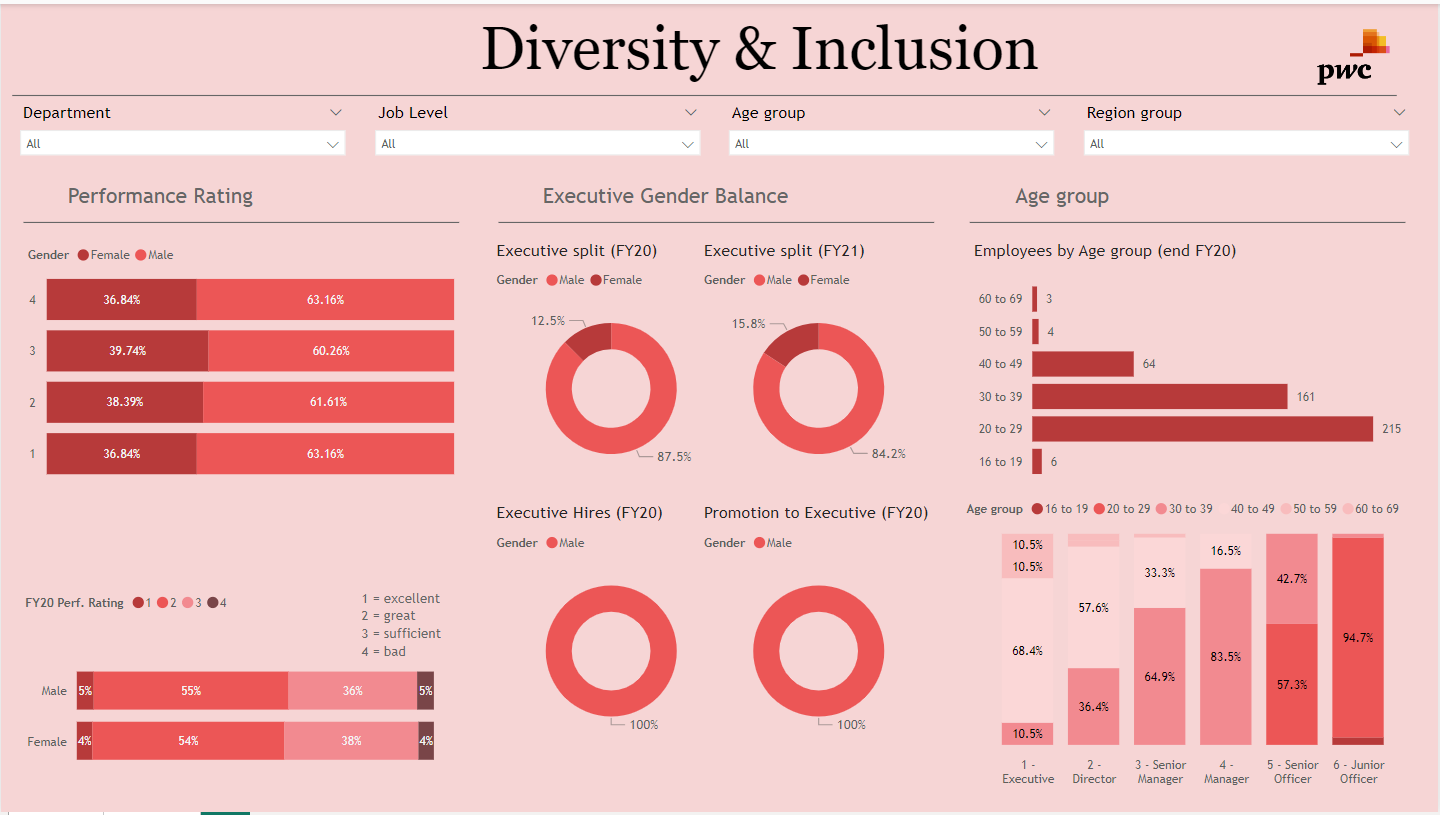 Diversity & Inclusion
pwc
Department
Job Level
Age group
Region group
All
All
All
All
Performance Rating
Gender Female Male
4 36.84% 63.16%
3 39.74% 60.26%
2 38.39% 61.61%
1 36.84% 63.16%
FY20 Perf. Rating 1 2 3 4
1 = excellent
2 = great
3 = sufficient
4 = bad
Male 5% 55% 36% 5%
Female 4% 54% 38% 4%
Executive Gender Balance
Executive split (FY20)
Gender Male Female
12.5%
87.5%
Executive split (FY21)
Gender Male Female
15.8%
84.2%
Executive Hires (FY20)
Gender Male
100%
Promotion to Executive (FY20)
Gender Male
100%
Age group
Employees by Age group (end FY20)
60 to 69 3
50 to 59 4
40 to 49 64
30 to 39 161
20 to 29 215
16 to 19 6
Age group 16 to 19 20 to 29 30 to 39 40 to 49 50 to 59 60 to 69
10.5%
10.5%
68.4%
10.5%
57.6%
36.4%
33.3%
64.9%
16.5%
83.5%
42.7%
57.3%
94.7%
1 -
Executive
2 -
Director
3 - Senior
Manager
4 -
Manager
5 - Senior
Officer
6 - Junior
Officer